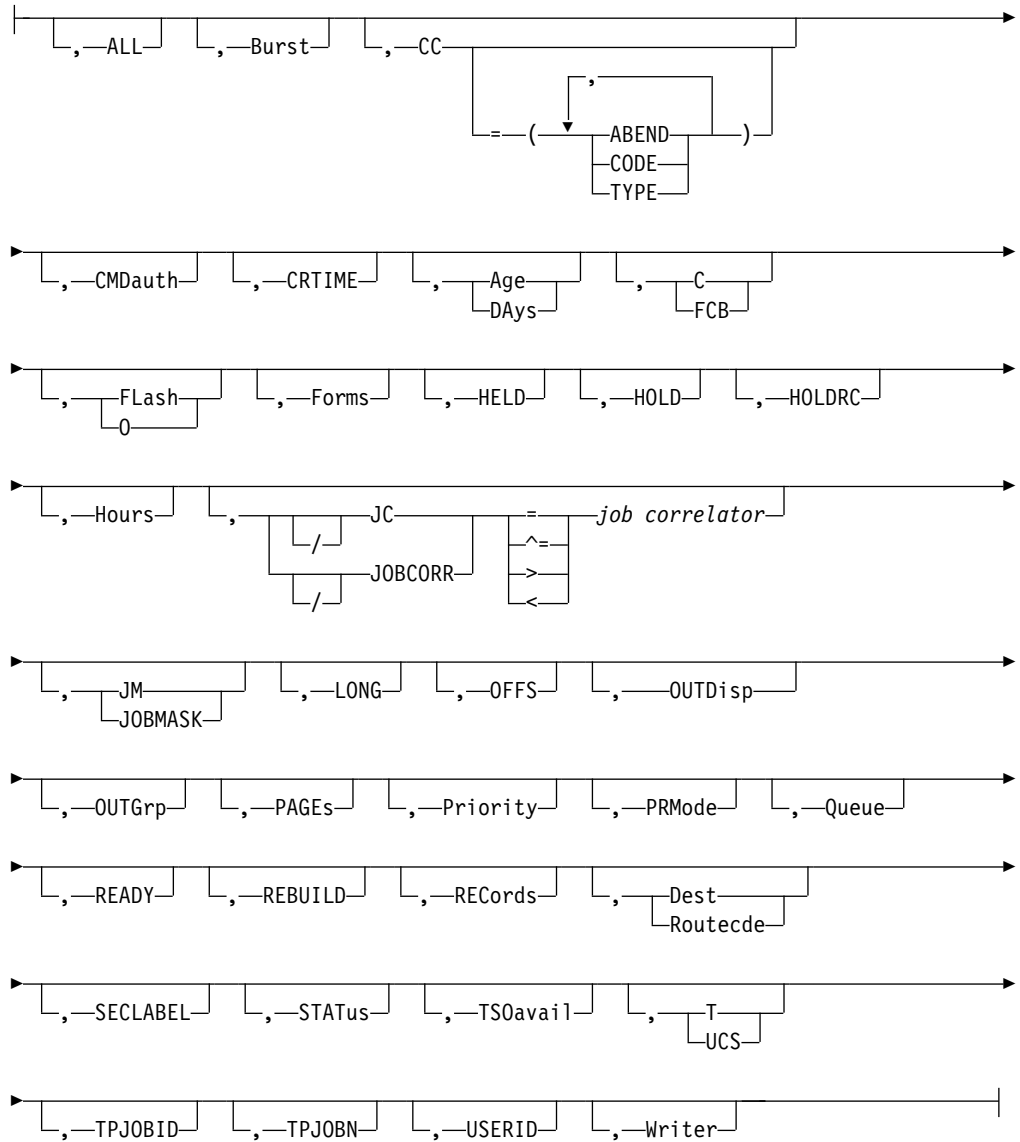 , ALL , Burst , CC
,
= ( ABEND )
CODE
TYPE
, CMDauth , CRTIME , Age , C
DAys FCB
, FLash , Forms , HELD , HOLD , HOLDRC
O
, Hours , JC = job correlator
/ ^=
JOBCORR >
/ <
, JM , LONG , OFFS , OUTDisp
JOBMASK
, OUTGrp , PAGEs , Priority , PRMode , Queue
, READY , REBUILD , RECords , Dest
Routecde
, SECLABEL , STATus , TSOavail , T
UCS
, TPJOBID , TPJOBN , USERID , Writer